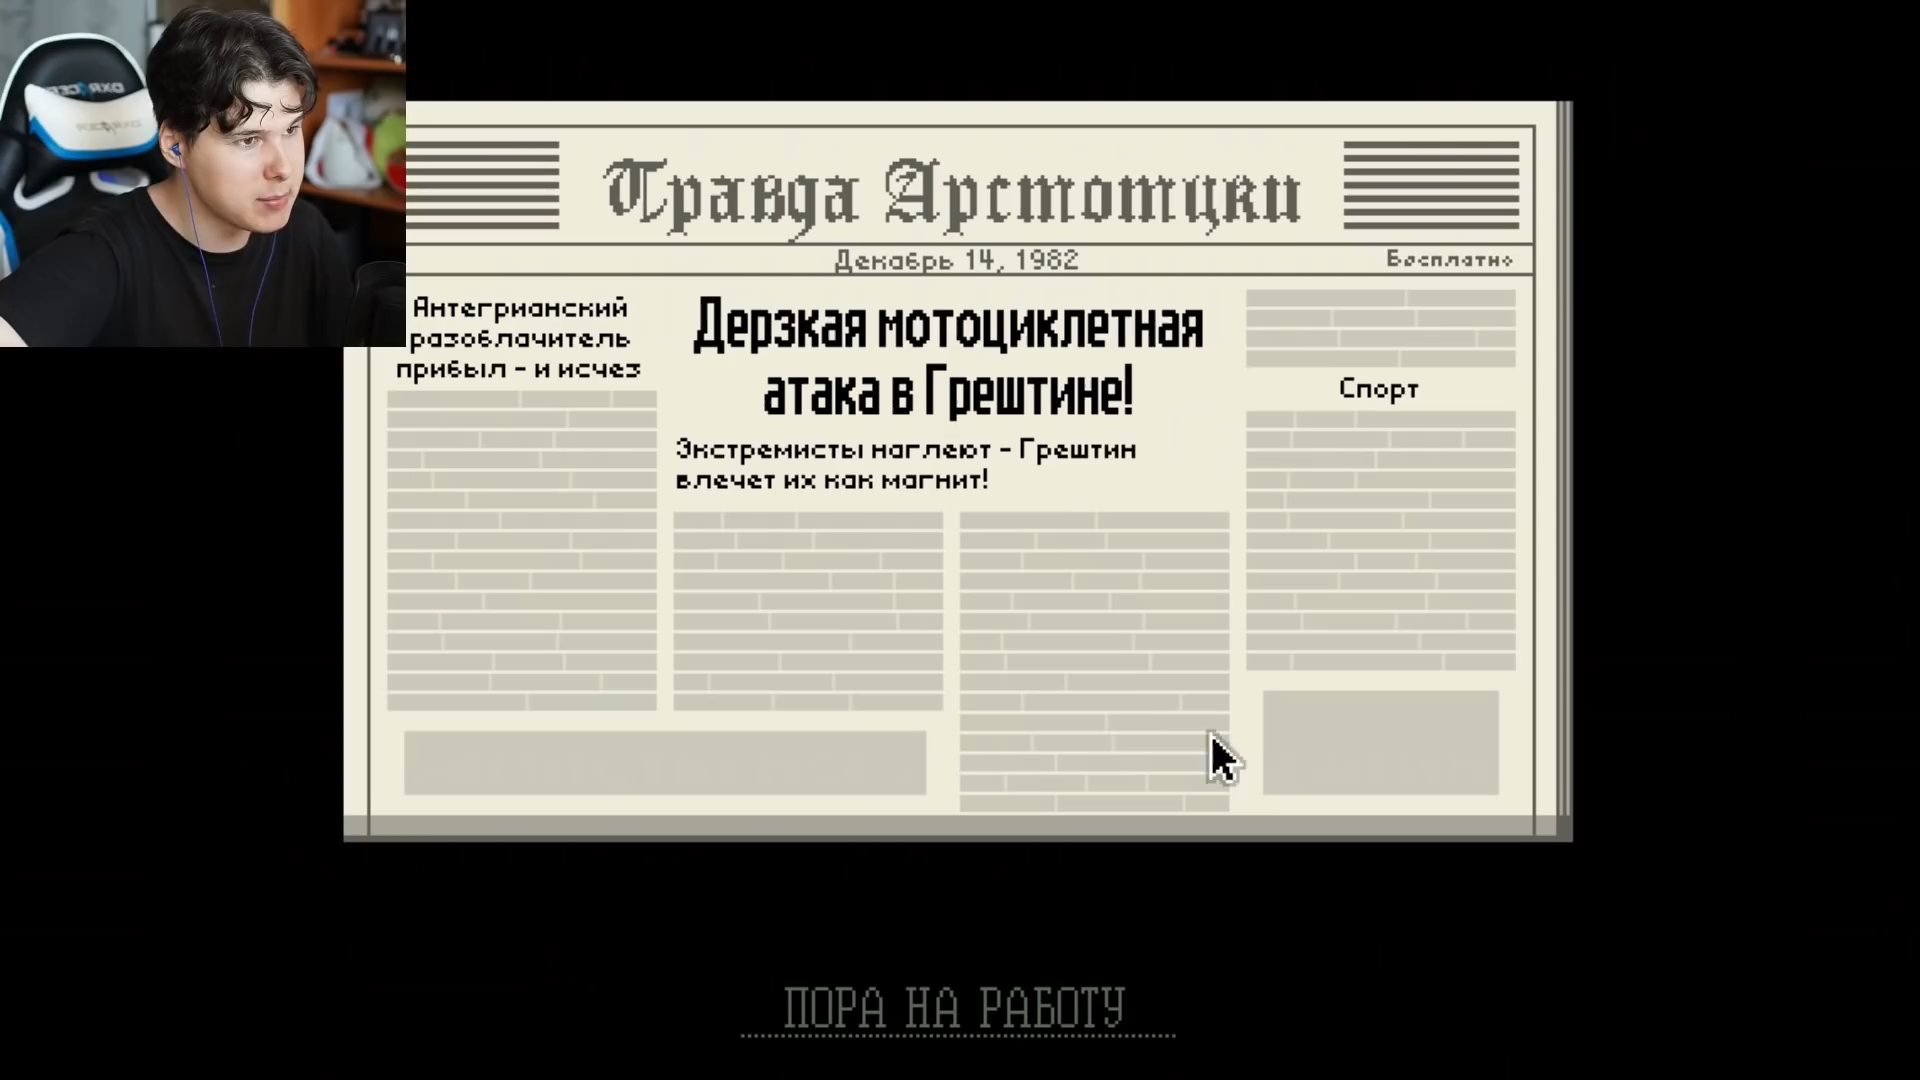 Правда Арстотцки
Декабрь 14, 1982
Бесплатно
Антегрианский
разоблачитель
прибыл - и исчез
Дерзкая мотоциклетная
атака в Грештине!
Экстремисты наглеют - Грештин
влечет их как магнит!
Спорт
ПОРА НА РАБОТУ